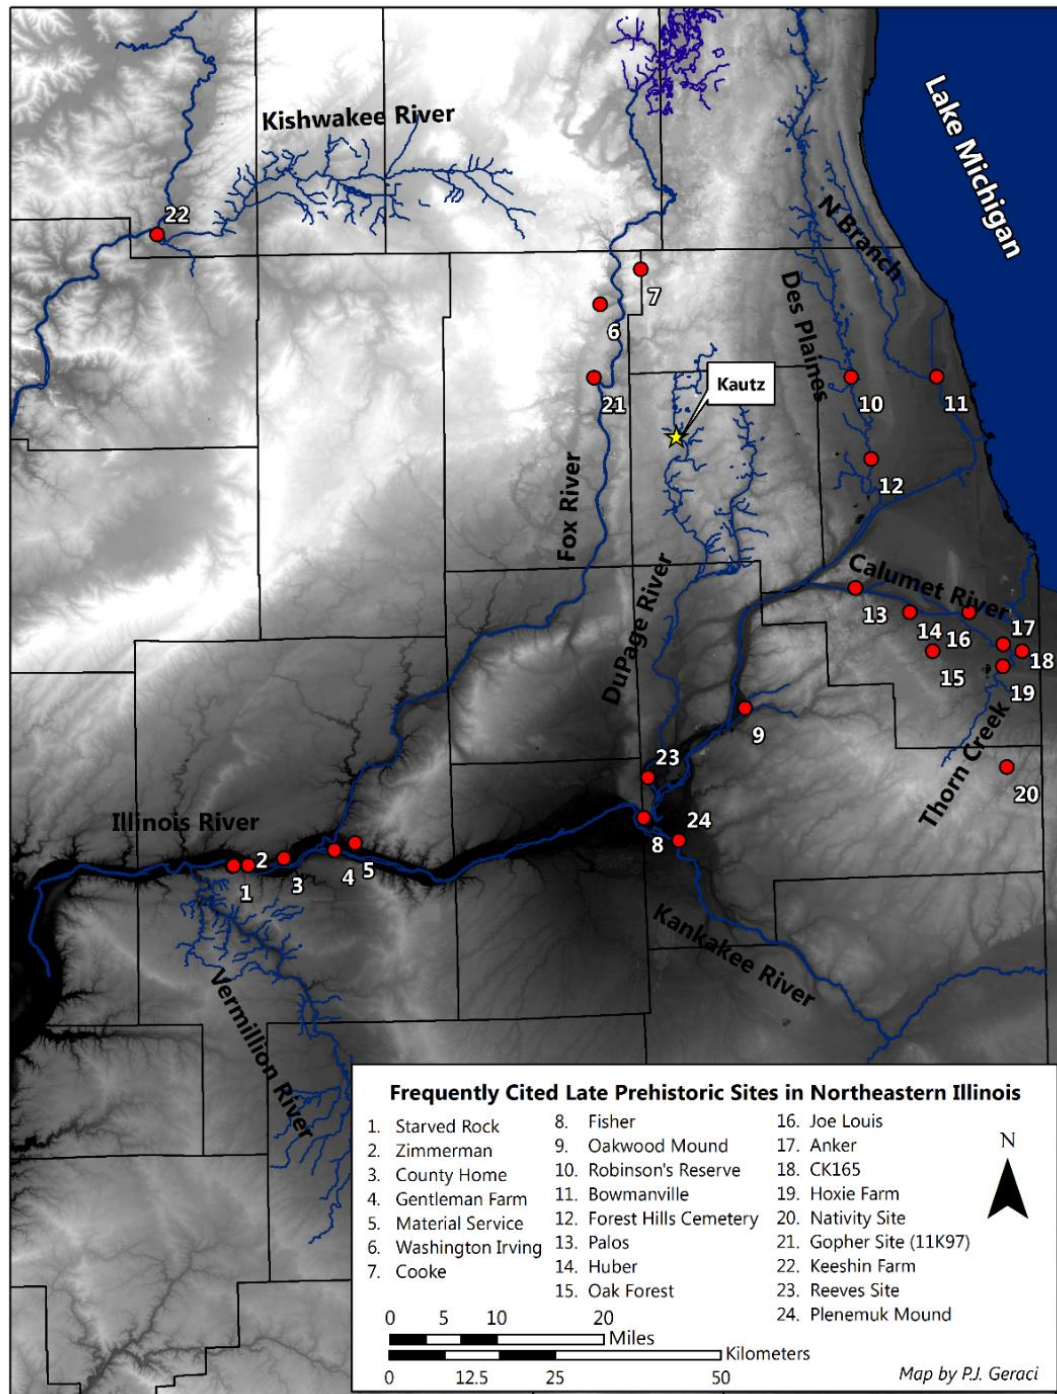 Kishwakee River
Lake Michigan
22
N Branch
7
6
Des Plaines
Kautz
21
10
11
12
Fox River
DuPage River
Calumet River
13
14
16
17
18
15
19
9
Thorn Creek
23
20
Illinois River
24
8
2
1
3
4
5
Kankakee River
Vermillion River
Frequently Cited Late Prehistoric Sites in Northeastern Illinois
1. Starved Rock
2. Zimmerman
3. County Home
4. Gentleman Farm
5. Material Service
6. Washington Irving
7. Cooke
8. Fisher
9. Oakwood Mound
10. Robinson's Reserve
11. Bowmanville
12. Forest Hills Cemetery
13. Palos
14. Huber
15. Oak Forest
16. Joe Louis
17. Anker
18. CK165
19. Hoxie Farm
20. Nativity Site
21. Gopher Site (11K97)
22. Keeshin Farm
23. Reeves Site
24. Plenemuk Mound
N
0 5 10 20
Miles
Kilometers
0 12.5 25 50
Map by P.J. Geraci